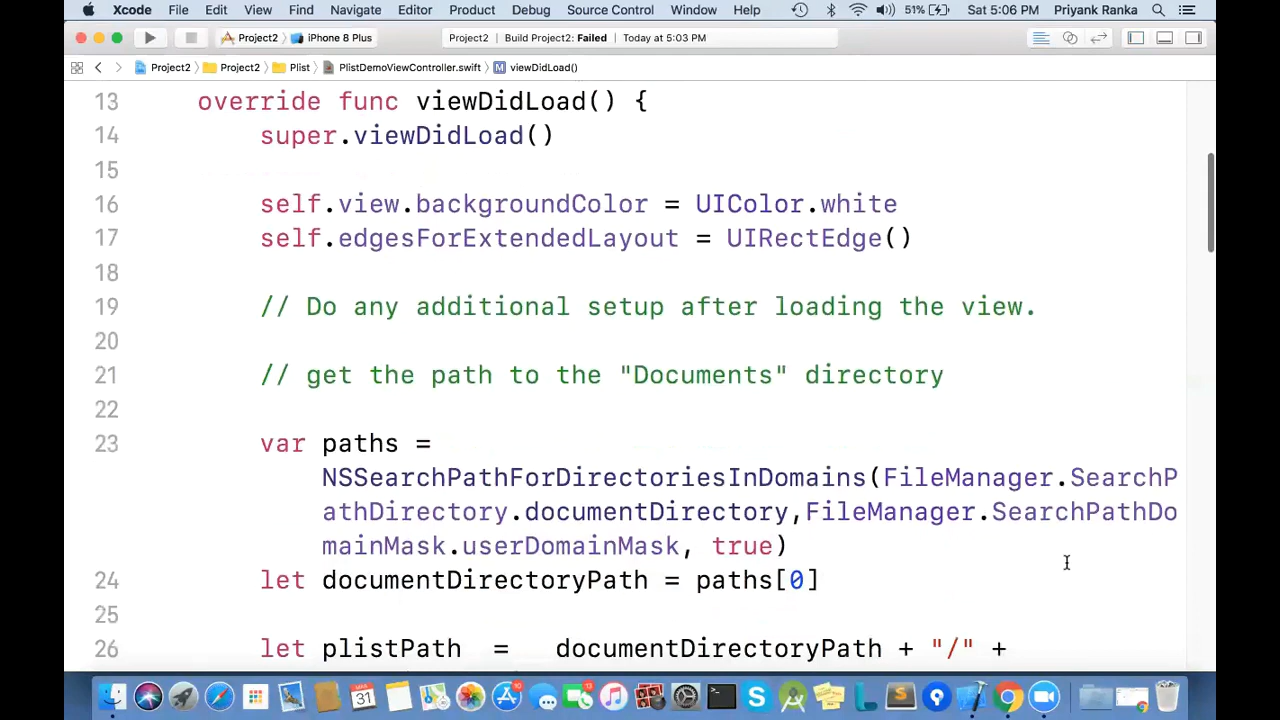 Xcode File Edit View Find Navigate Editor Product Debug Source Control Window Help 51% Sat 5:06 PM Priyank Ranka
Project2 iPhone 8 Plus Project2 Build Project2: Failed Today at 5:03 PM
Project2 Project2 Plist PlistDemoViewController.swift M viewDidLoad()
13 override func viewDidLoad() {
14 super.viewDidLoad()
15
16 self.view.backgroundColor = UIColor.white
17 self.edgesForExtendedLayout = UIRectEdge()
18
19 // Do any additional setup after loading the view.
20
21 // get the path to the "Documents" directory
22
23 var paths =
NSSearchPathForDirectoriesInDomains(FileManager.SearchP
athDirectory.documentDirectory,FileManager.SearchPathDo
mainMask.userDomainMask, true)
24 let documentDirectoryPath = paths[0]
25
26 let plistPath = documentDirectoryPath + "/" +